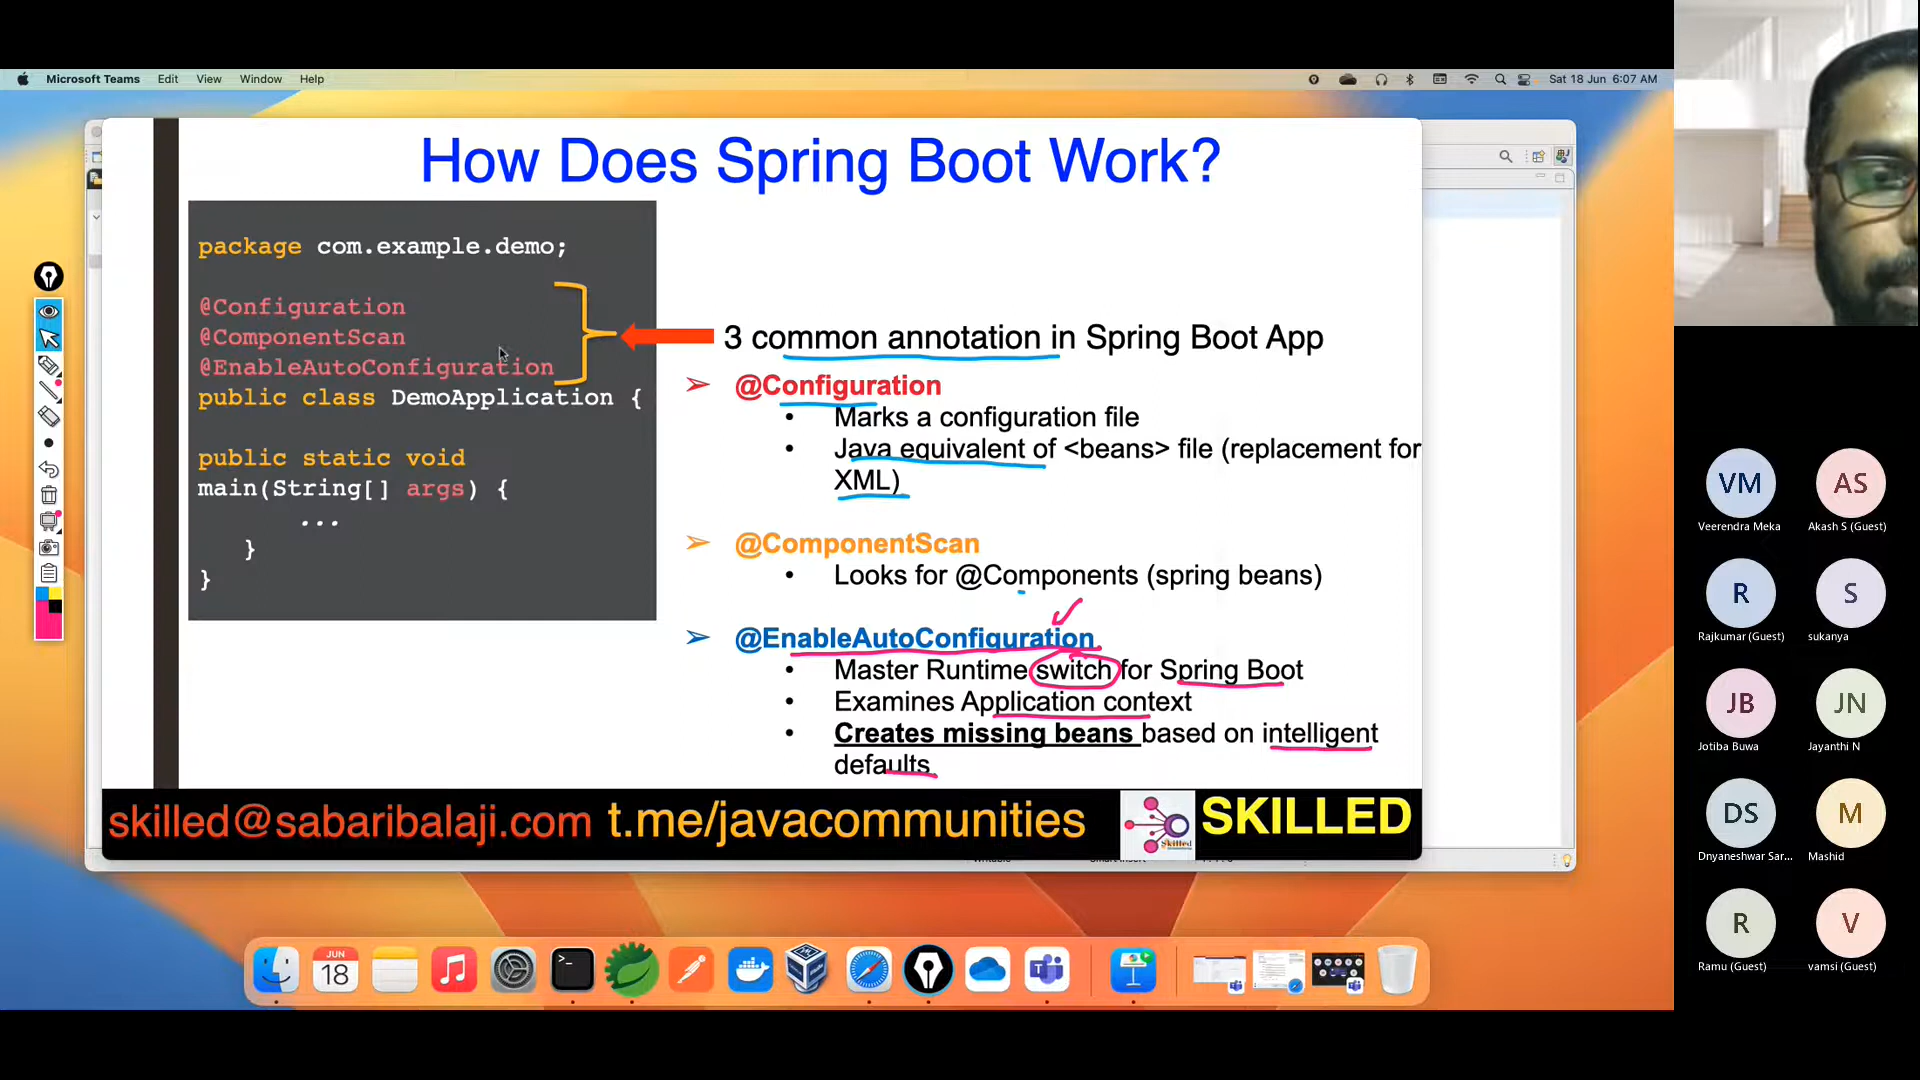 Microsoft Teams Edit View Window Help
Sat 18 Jun 6:07 AM
How Does Spring Boot Work?
package com.example.demo;
@Configuration
@ComponentScan
@EnableAutoConfiguration
public class DemoApplication {
public static void
main(String[] args) {
...
}
}
3 common annotation in Spring Boot App
➢ @Configuration
• Marks a configuration file
• Java equivalent of <beans> file (replacement for
XML)
➢ @ComponentScan
• Looks for @Components (spring beans)
➢ @EnableAutoConfiguration
• Master Runtime switch for Spring Boot
• Examines Application context
• Creates missing beans based on intelligent
defaults
skilled@sabaribalaji.com t.me/javacommunities
Skilled
SKILLED
JUN
18
VM
Veerendra Meka
AS
Akash S (Guest)
R
Rajkumar (Guest)
S
sukanya
JB
Jotiba Buwa
JN
Jayanthi N
DS
Dnyaneshwar Sar...
M
Mashid
R
Ramu (Guest)
V
vamsi (Guest)